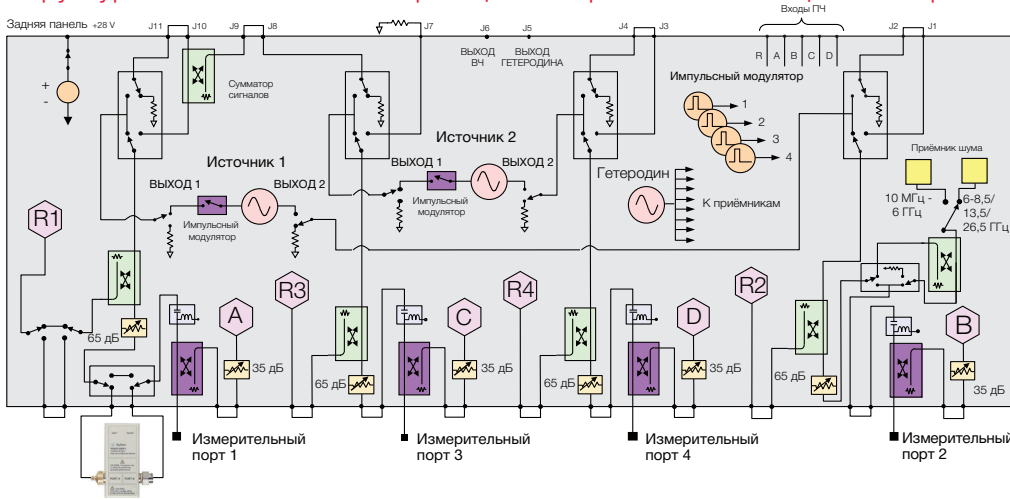 Задняя панель
+28 V
J11
J10
J9
J8
J7
J6
J5
J4
J3
Входы ПЧ
J2
J1
ВЫХОД
ВЧ
ВЫХОД
ГЕТЕРОДИНА
R
A
B
C
D
+
-
Сумматор
сигналов
Импульсный модулятор
1
2
3
4
Источник 1
ВЫХОД 1
ВЫХОД 2
Импульсный
модулятор
Источник 2
ВЫХОД 1
ВЫХОД 2
Импульсный
модулятор
Гетеродин
К приёмникам
Приёмник шума
10 МГц -
6 ГГц
6-8,5/
13,5/
26,5 ГГц
R1
R3
R4
R2
A
C
D
B
65 дБ
35 дБ
65 дБ
35 дБ
65 дБ
35 дБ
65 дБ
35 дБ
Измерительный
порт 1
Измерительный
порт 3
Измерительный
порт 4
Измерительный
порт 2